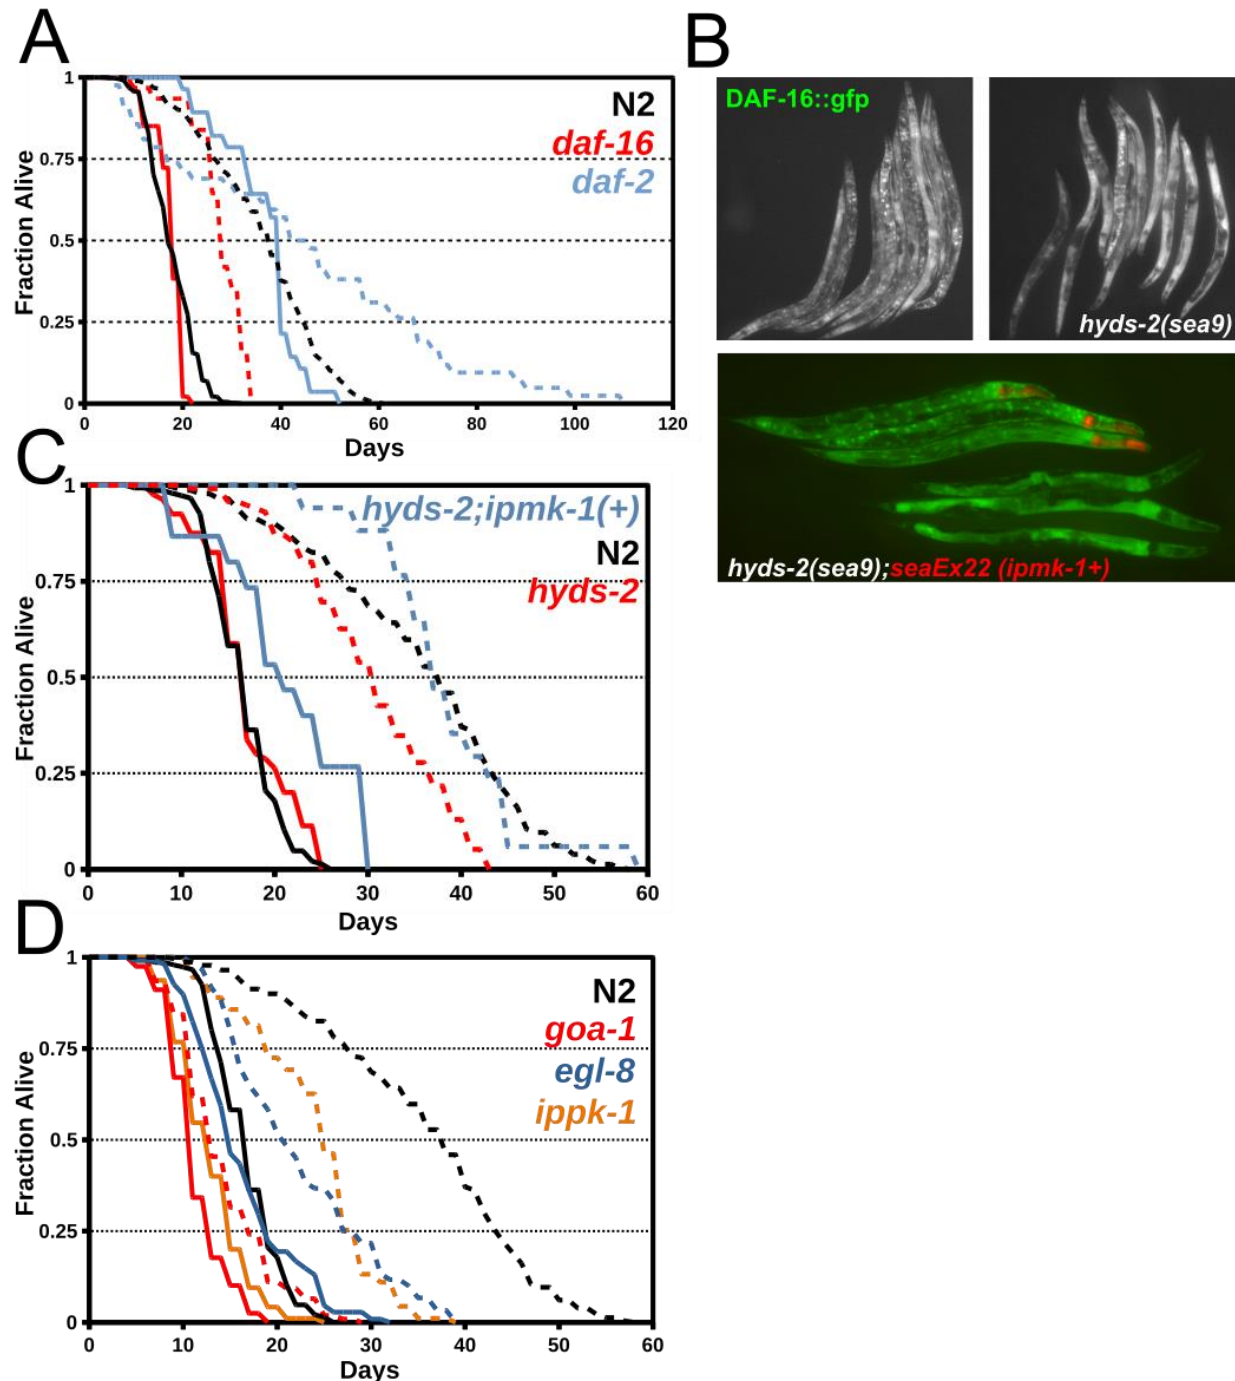 A
1
0.75
0.5
0.25
0
Fraction Alive
N2
daf-16
daf-2
0 20 40 60 80 100 120
Days
B
DAF-16::gfp
hyds-2(sea9)
hyds-2(sea9);seaEx22 (ipmk-1+)
C
1
0.75
0.5
0.25
0
Fraction Alive
hyds-2;ipmk-1(+)
N2
hyds-2
0 10 20 30 40 50 60
Days
D
1
0.75
0.5
0.25
0
Fraction Alive
N2
goa-1
egl-8
ippk-1
0 10 20 30 40 50 60
Days